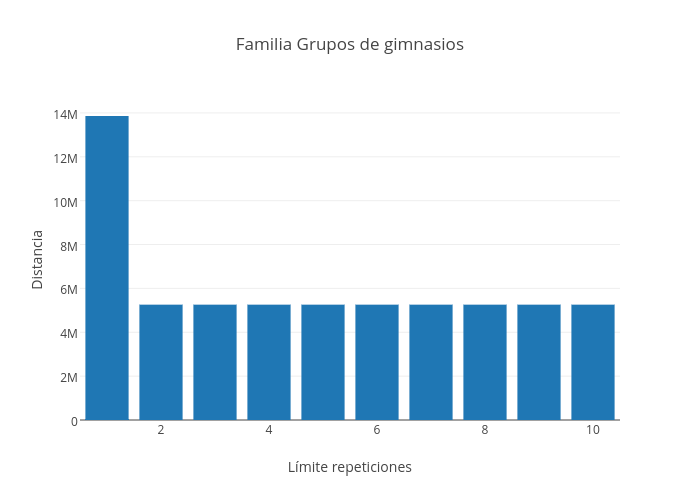 Familia Grupos de gimnasios
14M
12M
10M
8M
6M
4M
2M
0
Distancia
2 4 6 8 10
Límite repeticiones